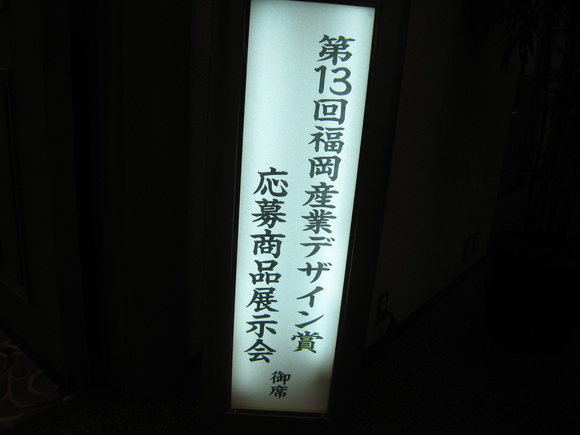 第13回福岡産業デザイン賞
応募商品展示会
御席